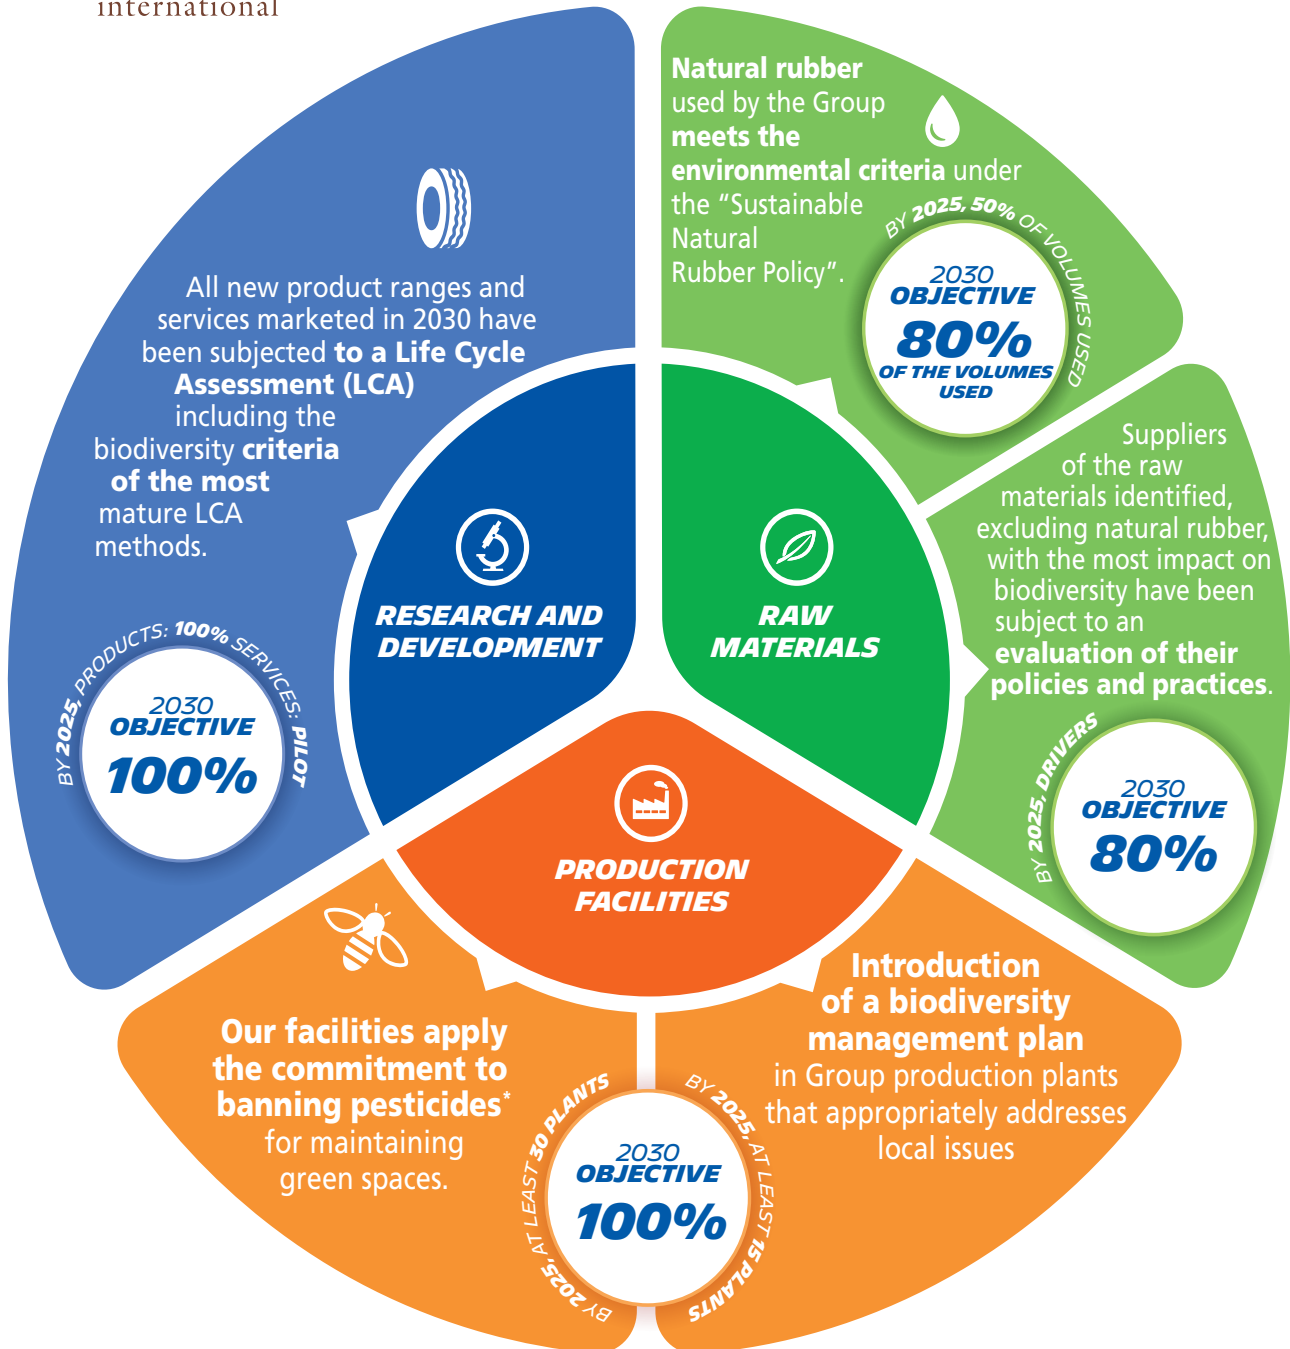 international
Natural rubber
used by the Group
meets the
environmental criteria under
the “Sustainable
Natural
Rubber Policy”.
BY 2025, 50% OF VOLUMES USED
2030
OBJECTIVE
80%
OF THE VOLUMES
USED
All new product ranges and
services marketed in 2030 have
been subjected to a Life Cycle
Assessment (LCA)
including the
biodiversity criteria
of the most
mature LCA
methods.
BY 2025, PRODUCTS: 100% SERVICES: PILOT
2030
OBJECTIVE
100%
RESEARCH AND
DEVELOPMENT
RAW
MATERIALS
Suppliers
of the raw
materials identified,
excluding natural rubber,
with the most impact on
biodiversity have been
subject to an
evaluation of their
policies and practices.
BY 2025, DRIVERS
2030
OBJECTIVE
80%
PRODUCTION
FACILITIES
Our facilities apply
the commitment to
banning pesticides*
for maintaining
green spaces.
BY 2025, AT LEAST 30 PLANTS
2030
OBJECTIVE
100%
BY 2025, AT LEAST 15 PLANTS
Introduction
of a biodiversity
management plan
in Group production plants
that appropriately addresses
local issues